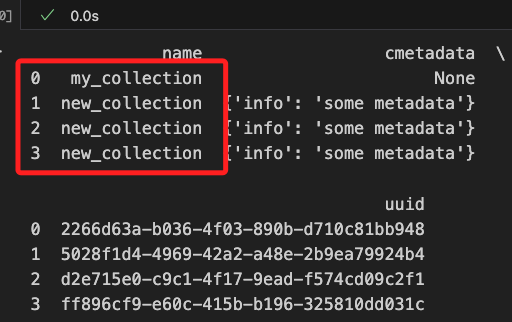 0]
✓ 0.0s
name cmetadata \
0 my_collection None
1 new_collection {'info': 'some metadata'}
2 new_collection {'info': 'some metadata'}
3 new_collection {'info': 'some metadata'}
uuid
0 2266d63a-b036-4f03-890b-d710c81bb948
1 5028f1d4-4969-42a2-a48e-2b9ea79924b4
2 d2e715e0-c9c1-4f17-9ead-f574cd09c2f1
3 ff896cf9-e60c-415b-b196-325810dd031c